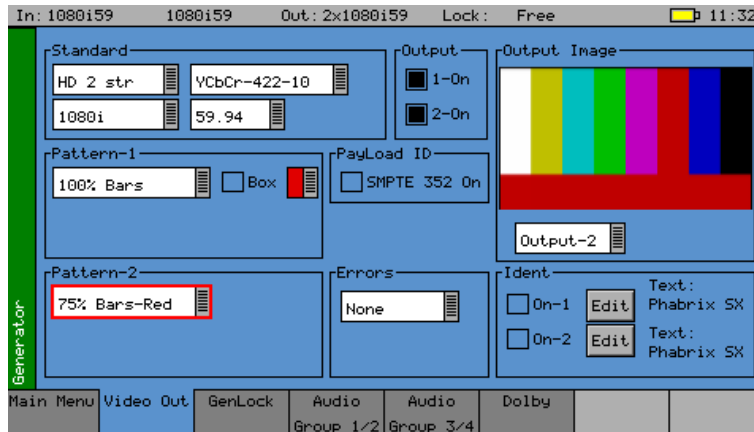 In: 1080i59 1080i59 Out: 2x1080i59 Lock: Free 11:32
Standard
HD 2 str YCbCr-422-10
1080i 59.94
Output
1-On
2-On
Output Image
Output-2
Pattern-1
100% Bars Box
PayLoad ID
SMPTE 352 On
Pattern-2
75% Bars-Red
Errors
None
Ident
On-1 Edit Text:
Phabrix SX
On-2 Edit Text:
Phabrix SX
Generator
Main Menu Video Out GenLock Audio Group 1/2 Audio Group 3/4 Dolby